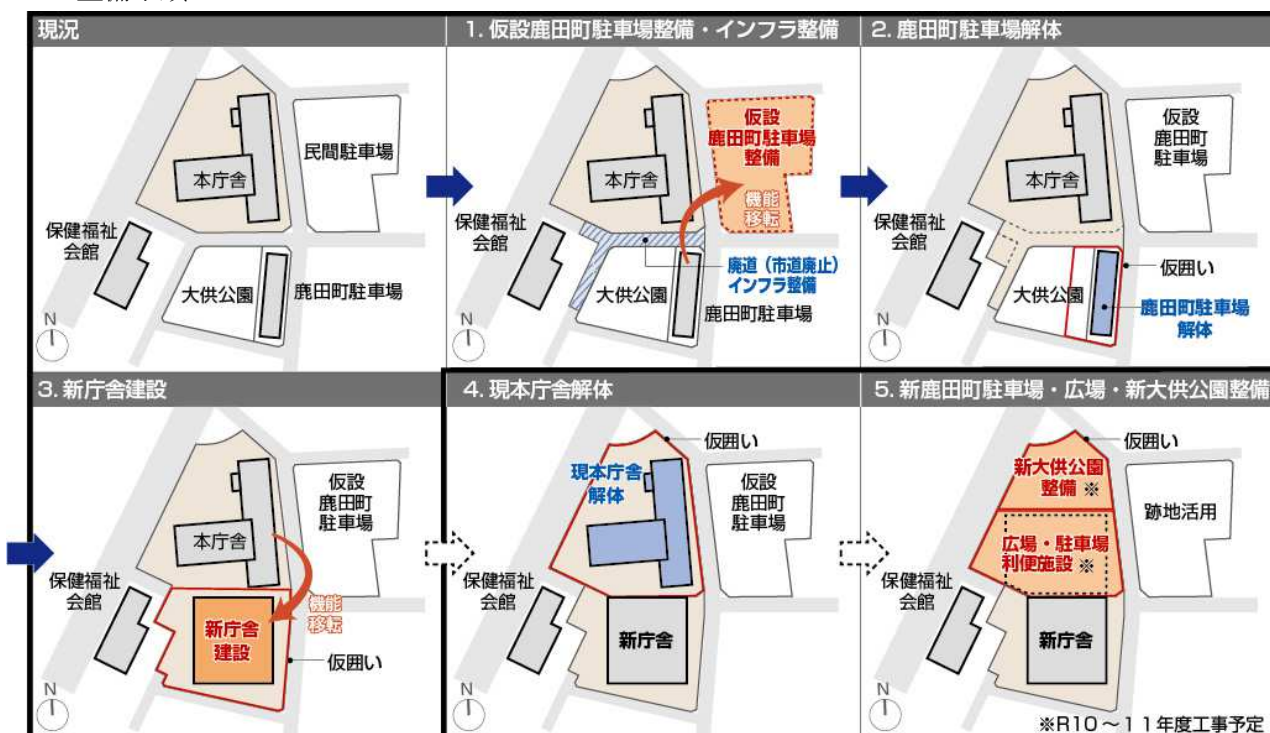 現況
民間駐車場
本庁舎
保健福祉
会館
大供公園
鹿田町駐車場
N
1. 仮設鹿田町駐車場整備・インフラ整備
仮設
鹿田町駐車場
整備
機能
移転
本庁舎
保健福祉
会館
廃道（市道廃止）
インフラ整備
大供公園
鹿田町駐車場
N
2. 鹿田町駐車場解体
仮設
鹿田町
駐車場
本庁舎
保健福祉
会館
仮囲い
大供公園
鹿田町駐車場
解体
N
3. 新庁舎建設
仮設
鹿田町
駐車場
本庁舎
保健福祉
会館
機能
移転
新庁舎
建設
仮囲い
N
4. 現本庁舎解体
仮囲い
現本庁舎
解体
仮設
鹿田町
駐車場
保健福祉
会館
新庁舎
N
5. 新鹿田町駐車場・広場・新大供公園整備
仮囲い
新大供公園
整備 ※
跡地活用
広場・駐車場
利便施設 ※
保健福祉
会館
新庁舎
N
※R10～11年度工事予定